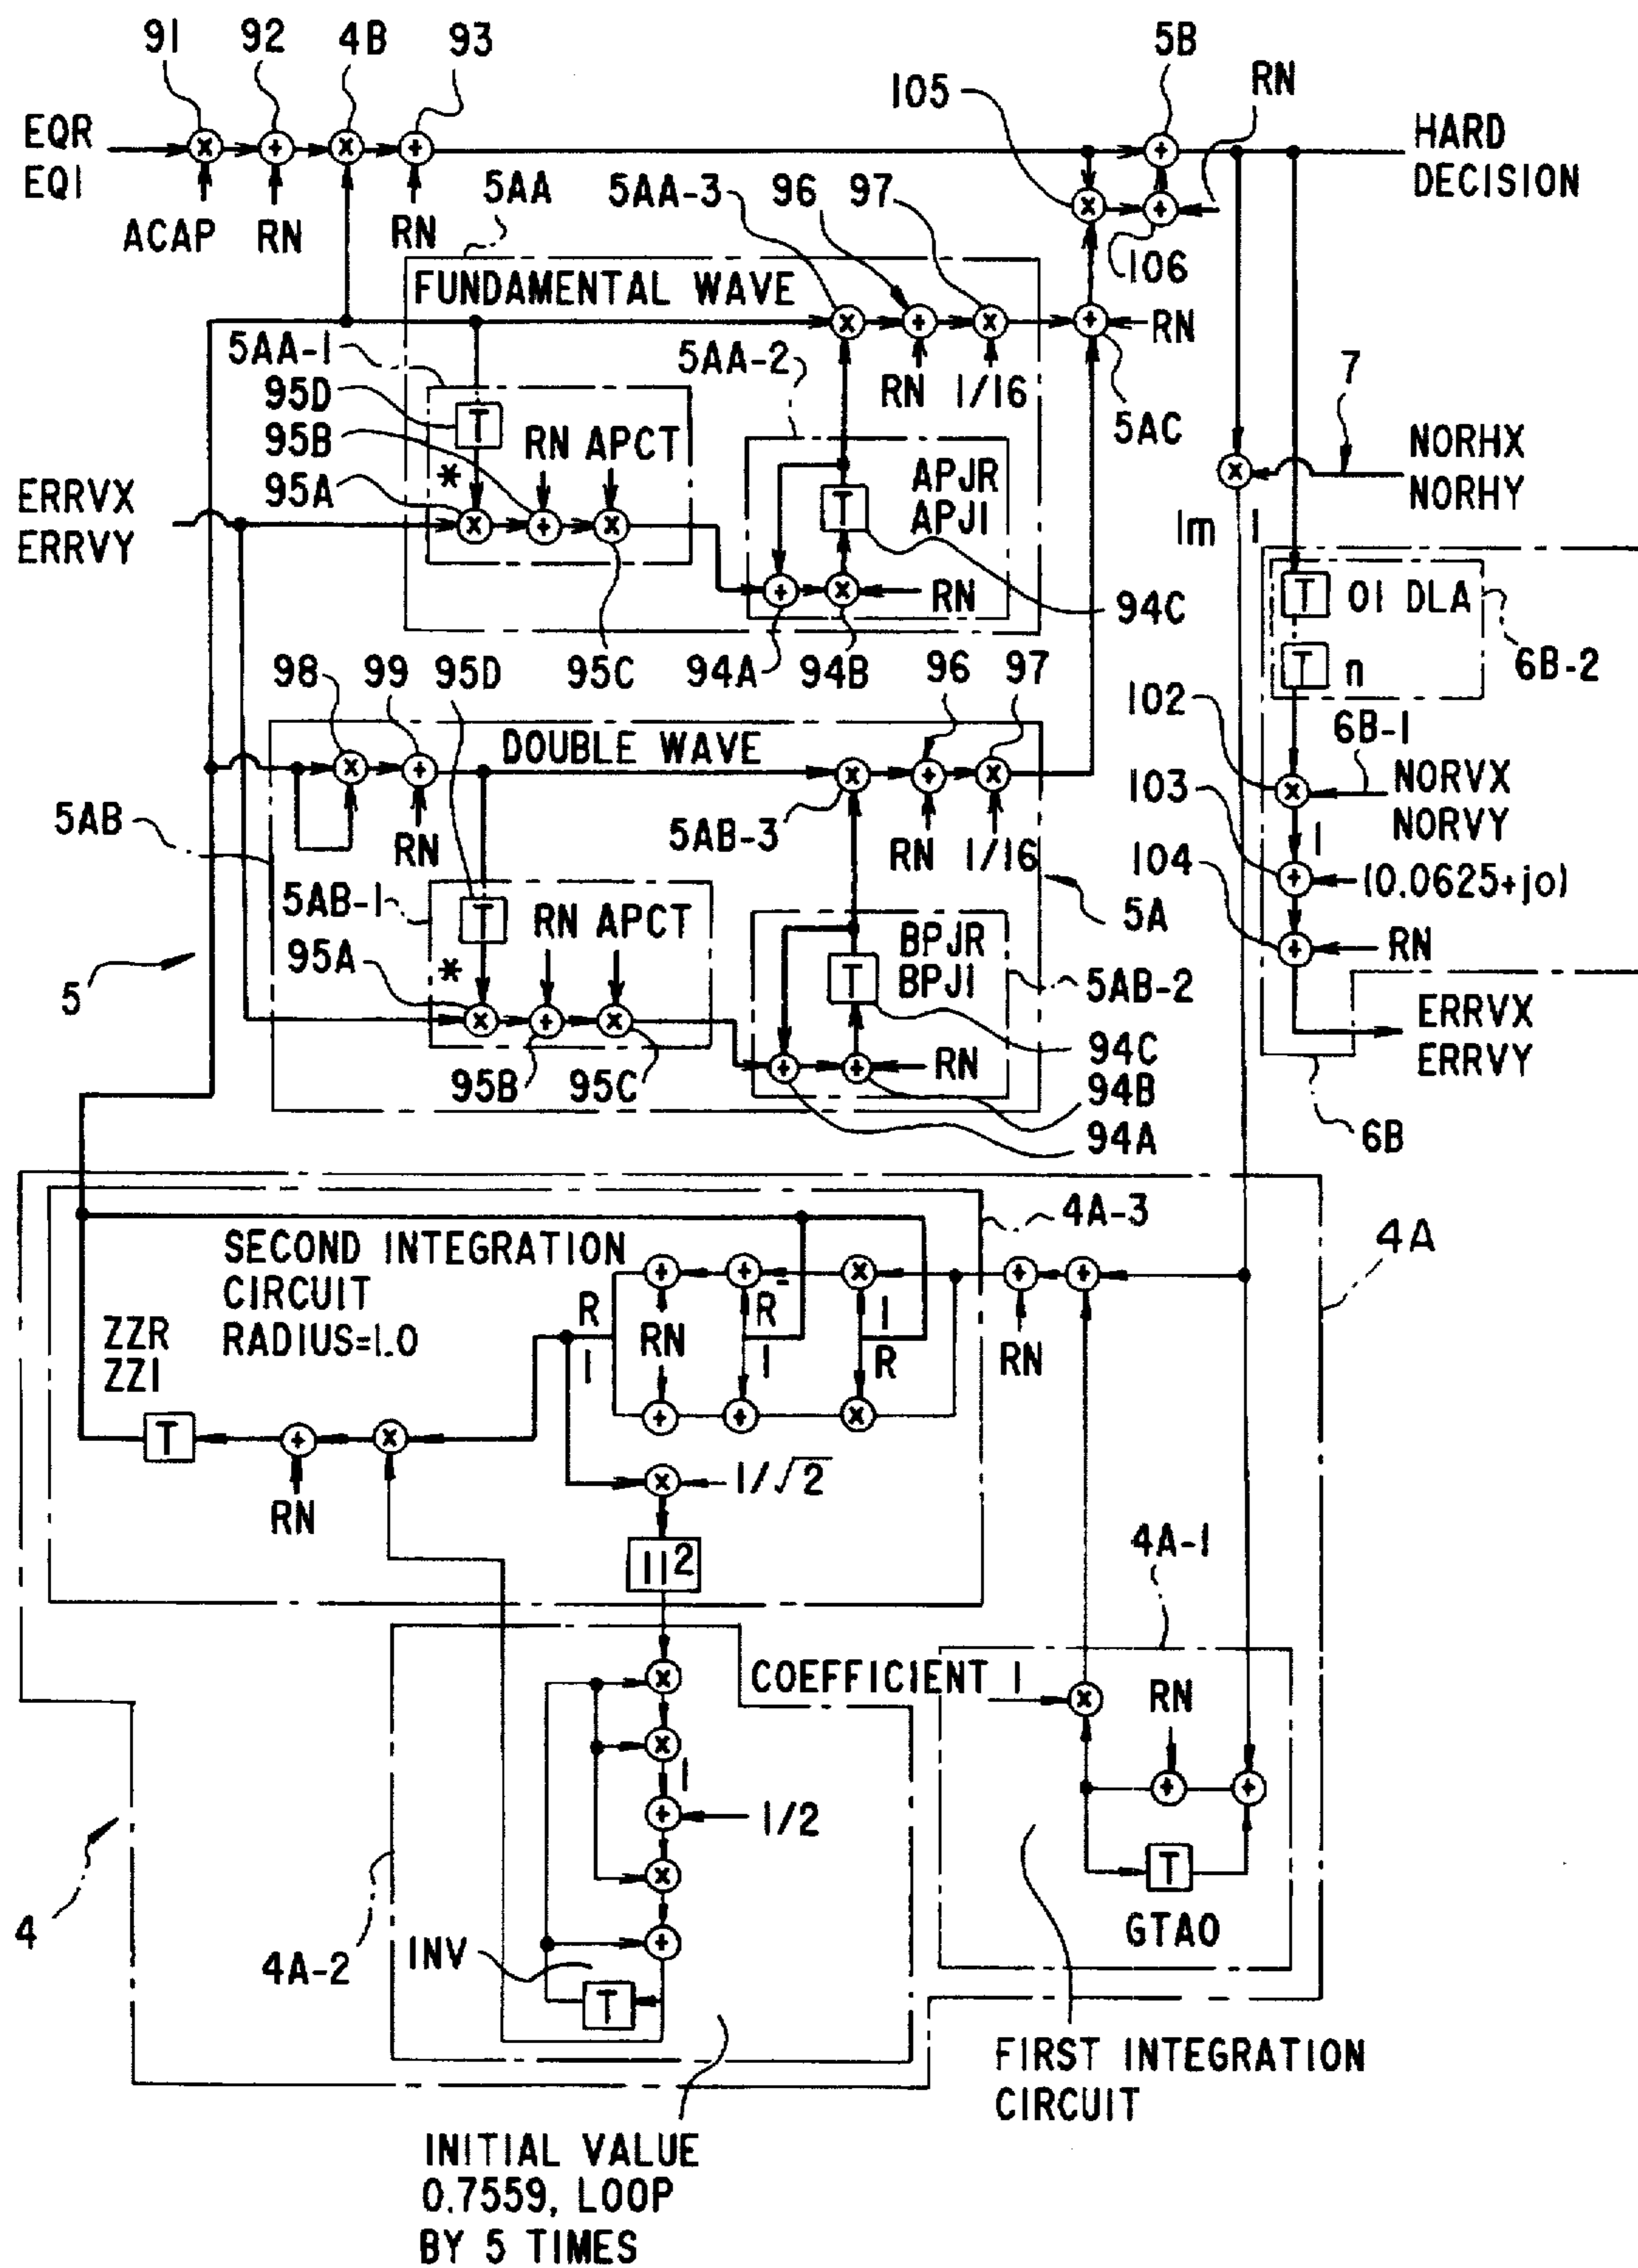 91 92 4B 93 5B
105 RN
EQR
EQI
HARD
DECISION
ACAP RN RN
5AA 5AA-3 96 97
106
FUNDAMENTAL WAVE
5AA-1 5AA-2 RN 1/16 RN
95D 5AC
95B RN APCT 7
95A * NORHX
NORHY
ERRVX
ERRVY
APJR
APJI
T T
Im 1
RN 94C
T 01 DLA
T n
6B-2
98 99 95D 95C 94A 94B 96 97
102 6B-1
DOUBLE WAVE
NORVX
NORVY
103
5AB RN 5AB-3 RN 1/16
1
104 (0.0625+j0)
5AB-1 T RN APCT 5A
95A * BPJR
BPJI
T 5AB-2
RN
5
ERRVX
ERRVY
95B 95C RN 94C
94B
94A
6B
4A-3
4A
SECOND INTEGRATION
CIRCUIT
RADIUS=1.0
ZZR
ZZI
R RN R - 1
I I R
RN
T
RN
1/√2
||²
4A-1
COEFFICIENT 1
RN
1
1/2
T
GTA0
4
4A-2 INV
T
FIRST INTEGRATION
CIRCUIT
INITIAL VALUE
0.7559, LOOP
BY 5 TIMES